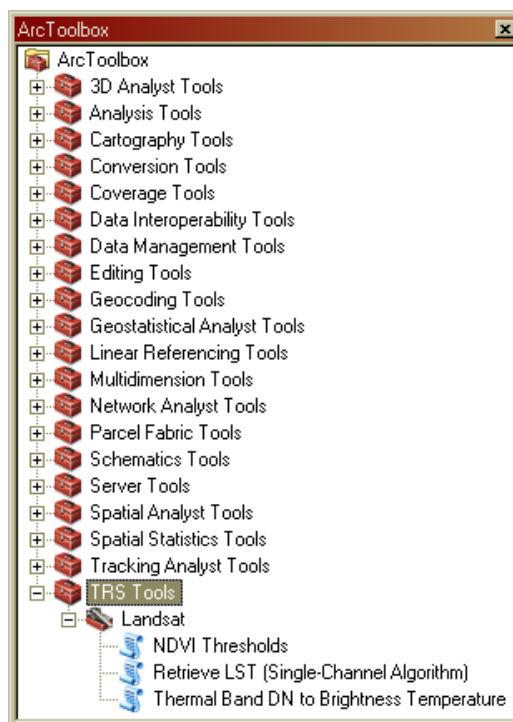 ArcToolbox
ArcToolbox
3D Analyst Tools
Analysis Tools
Cartography Tools
Conversion Tools
Coverage Tools
Data Interoperability Tools
Data Management Tools
Editing Tools
Geocoding Tools
Geostatistical Analyst Tools
Linear Referencing Tools
Multidimension Tools
Network Analyst Tools
Parcel Fabric Tools
Schematics Tools
Server Tools
Spatial Analyst Tools
Spatial Statistics Tools
Tracking Analyst Tools
TRS Tools
Landsat
NDVI Thresholds
Retrieve LST (Single-Channel Algorithm)
Thermal Band DN to Brightness Temperature